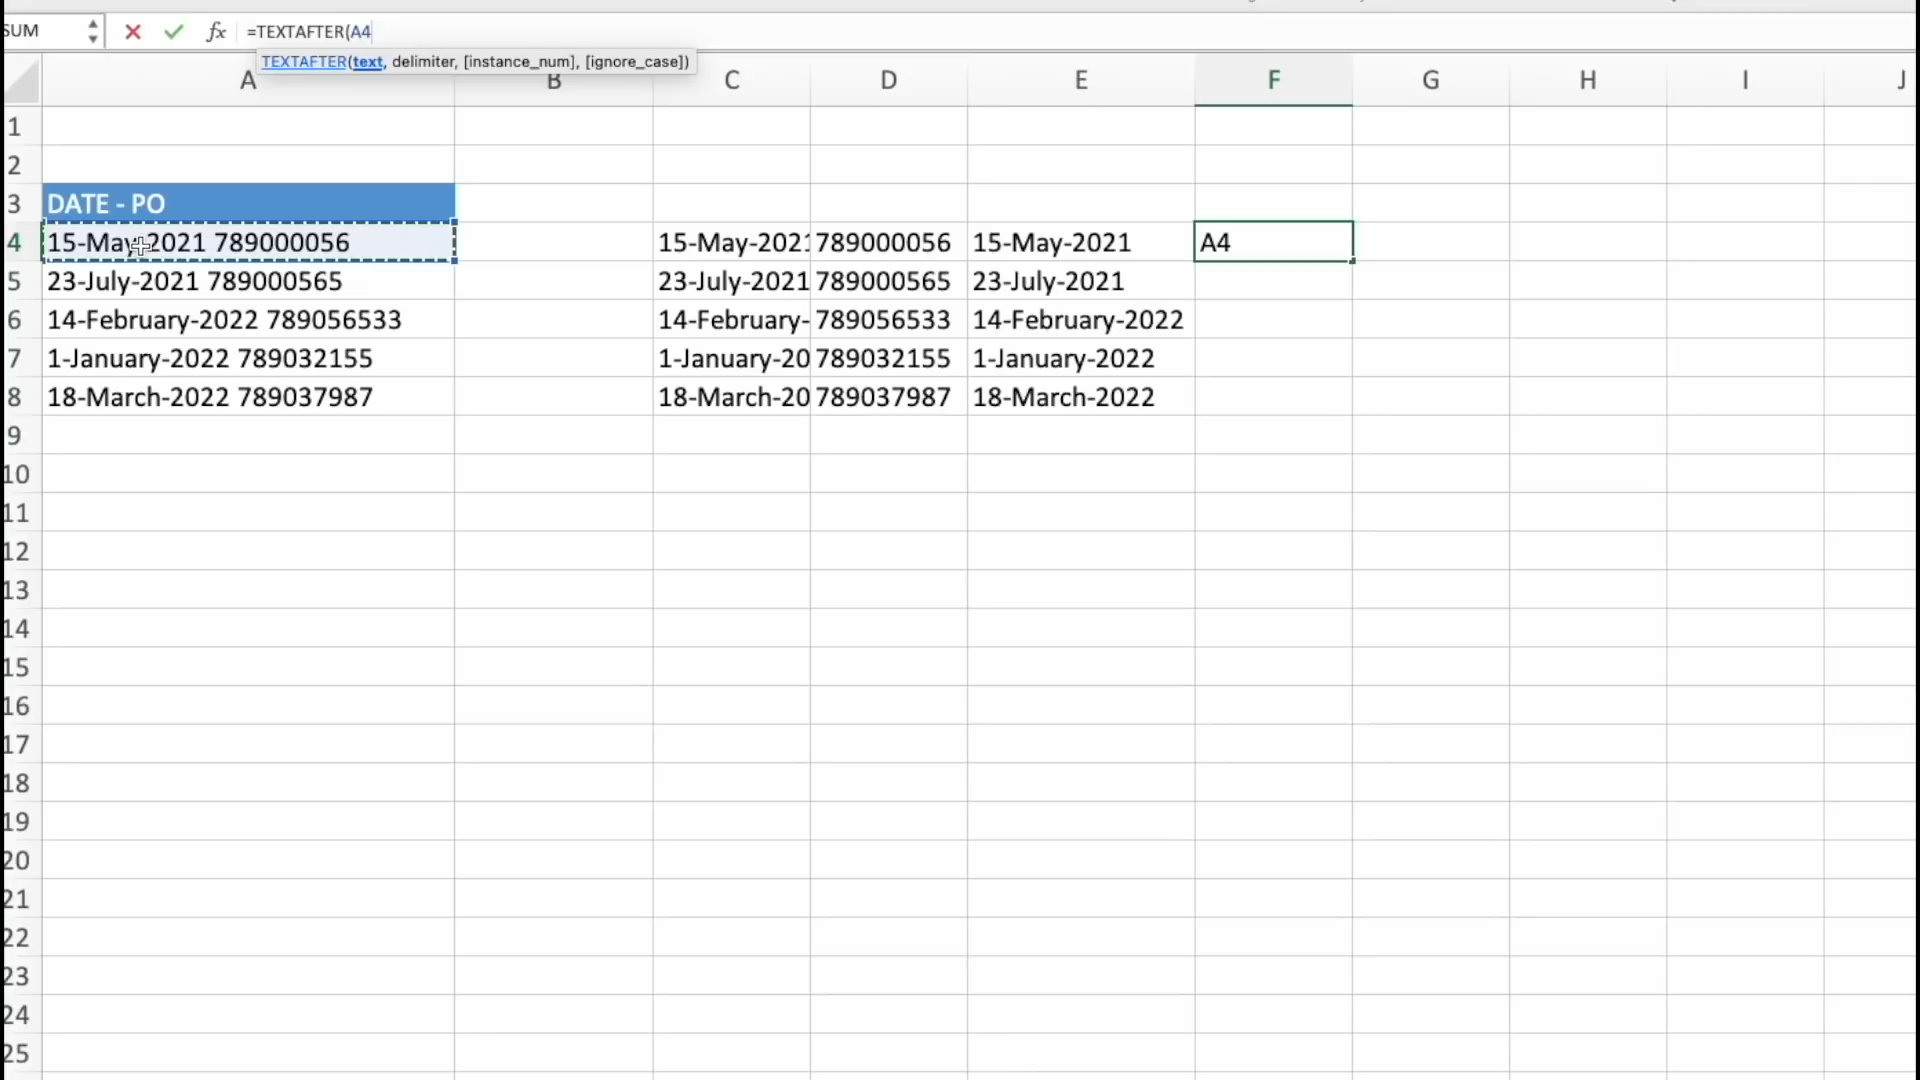 SUM fx =TEXTAFTER(A4
TEXTAFTER(text, delimiter, [instance_num], [ignore_case])
A B C D E F G H I J
1
2
3 DATE - PO
4 15-May-2021 789000056 15-May-2021 789000056 15-May-2021 A4
5 23-July-2021 789000565 23-July-2021 789000565 23-July-2021
6 14-February-2022 789056533 14-February- 789056533 14-February-2022
7 1-January-2022 789032155 1-January-20 789032155 1-January-2022
8 18-March-2022 789037987 18-March-20 789037987 18-March-2022
9
10
11
12
13
14
15
16
17
18
19
20
21
22
23
24
25